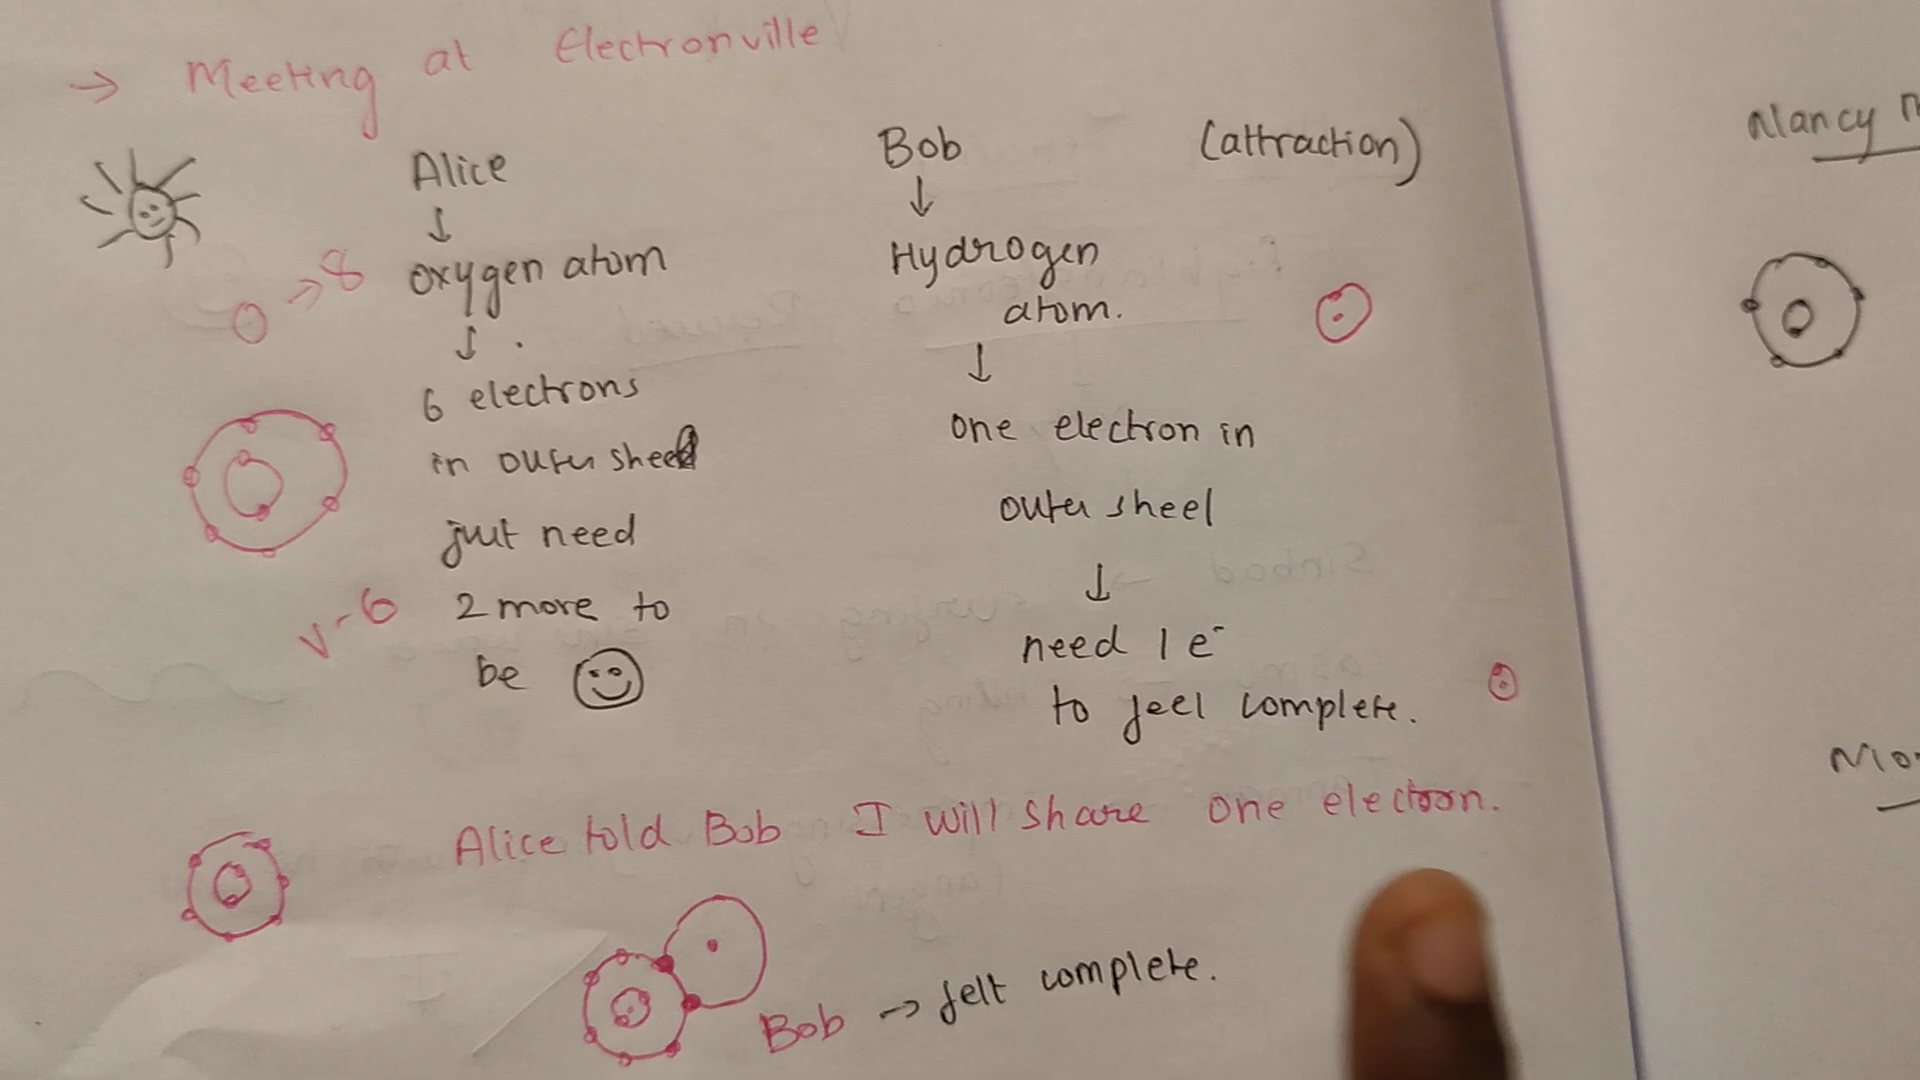 → Meeting at Electronville
Alice
↓
oxygen atom
↓ .
6 electrons
in outer sheel
just need
2 more to
be
O → 8
V-6
Bob
↓
Hydrogen
atom.
↓
one electron in
outer sheel
↓
need 1 e⁻
to feel complete.
(attraction)
Alice told Bob I will share one electron.
Bob → felt complete.
Nancy